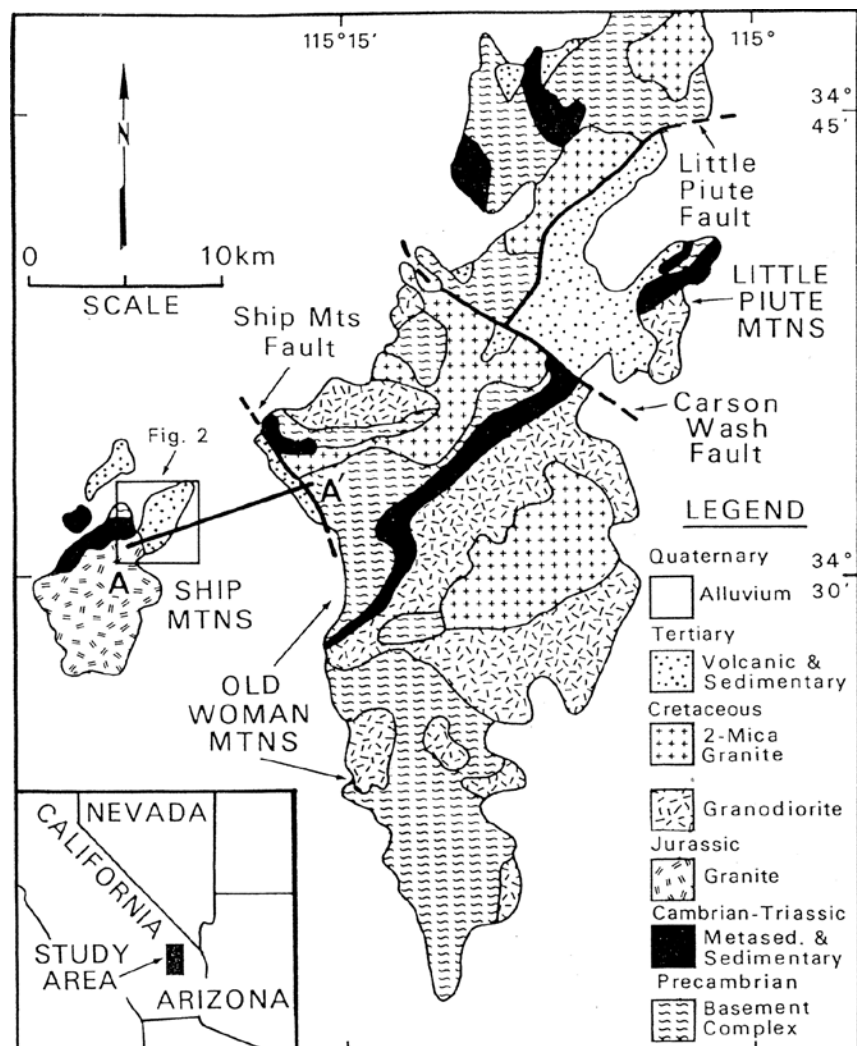 115°15'
115°
34°
45'
N
Little
Piute
Fault
0 10km
SCALE
LITTLE
PIUTE
MTNS
Ship Mts
Fault
Carson
Wash
Fault
Fig. 2
A'
A
SHIP
MTNS
OLD
WOMAN
MTNS
LEGEND
34°
30'
Quaternary
Alluvium
Tertiary
Volcanic &
Sedimentary
Cretaceous
2-Mica
Granite
Granodiorite
Jurassic
Granite
Cambrian-Triassic
Metased. &
Sedimentary
Precambrian
Basement
Complex
NEVADA
CALIFORNIA
STUDY
AREA
ARIZONA